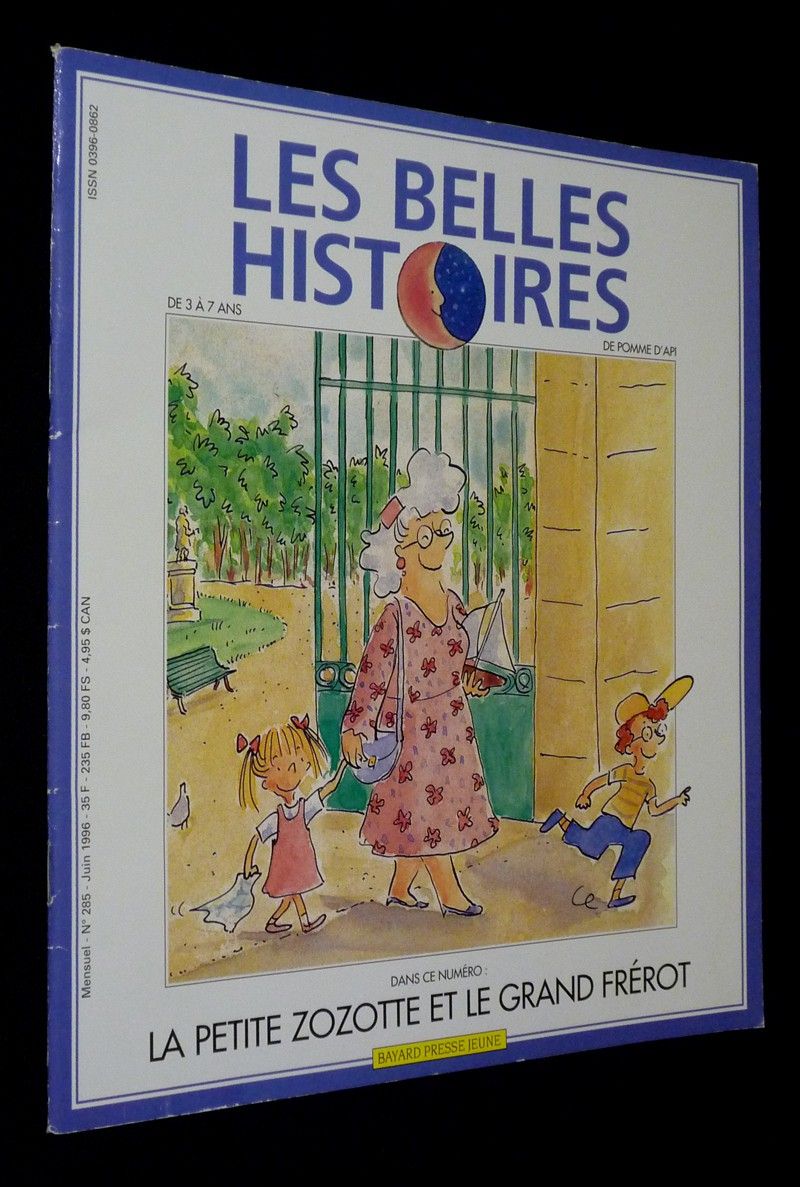 ISSN 0396-0862
LES BELLES
HISTOIRES
DE 3 À 7 ANS
DE POMME D'API
Mensuel - N° 285 - Juin 1996 - 35 F - 235 FB - 9,80 FS - 4,95 $ CAN
Ce
DANS CE NUMÉRO :
LA PETITE ZOZOTTE ET LE GRAND FRÉROT
BAYARD PRESSE JEUNE